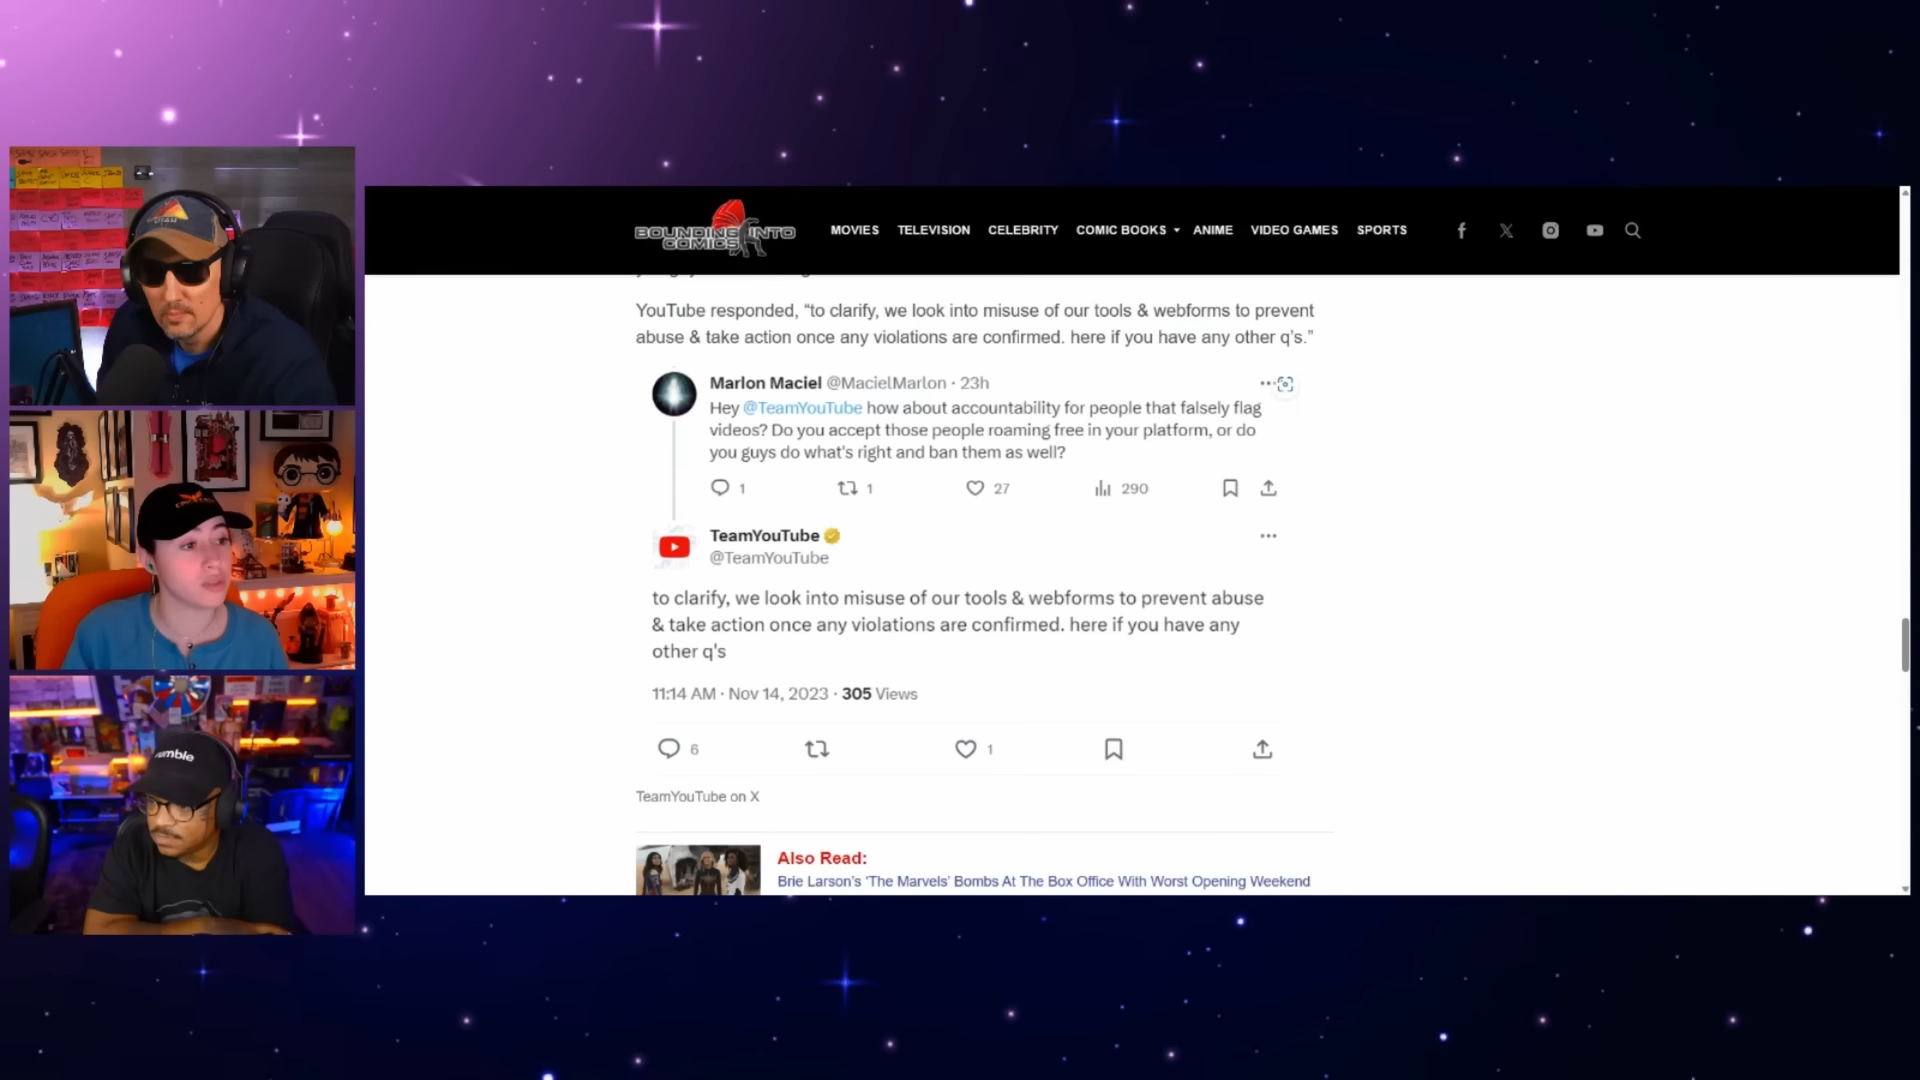 BOUNDING INTO
COMICS
MOVIES TELEVISION CELEBRITY COMIC BOOKS ANIME VIDEO GAMES SPORTS
YouTube responded, “to clarify, we look into misuse of our tools & webforms to prevent
abuse & take action once any violations are confirmed. here if you have any other q’s.”
Marlon Maciel @MacielMarlon · 23h
Hey @TeamYouTube how about accountability for people that falsely flag
videos? Do you accept those people roaming free in your platform, or do
you guys do what's right and ban them as well?
1 1 27 290
TeamYouTube
@TeamYouTube
to clarify, we look into misuse of our tools & webforms to prevent abuse
& take action once any violations are confirmed. here if you have any
other q's
11:14 AM · Nov 14, 2023 · 305 Views
6 1
TeamYouTube on X
Also Read:
Brie Larson’s ‘The Marvels’ Bombs At The Box Office With Worst Opening Weekend
rumble